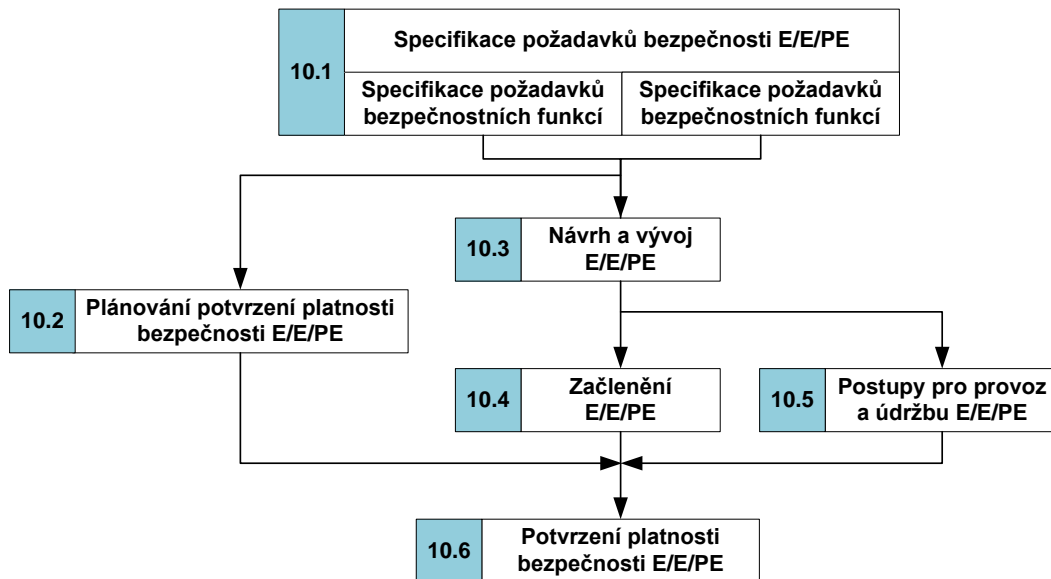 10.1
Specifikace požadavků bezpečnosti E/E/PE
Specifikace požadavků
bezpečnostních funkcí
Specifikace požadavků
bezpečnostních funkcí
10.3
Návrh a vývoj
E/E/PE
10.2
Plánování potvrzení platnosti
bezpečnosti E/E/PE
10.4
Začlenění
E/E/PE
10.5
Postupy pro provoz
a údržbu E/E/PE
10.6
Potvrzení platnosti
bezpečnosti E/E/PE